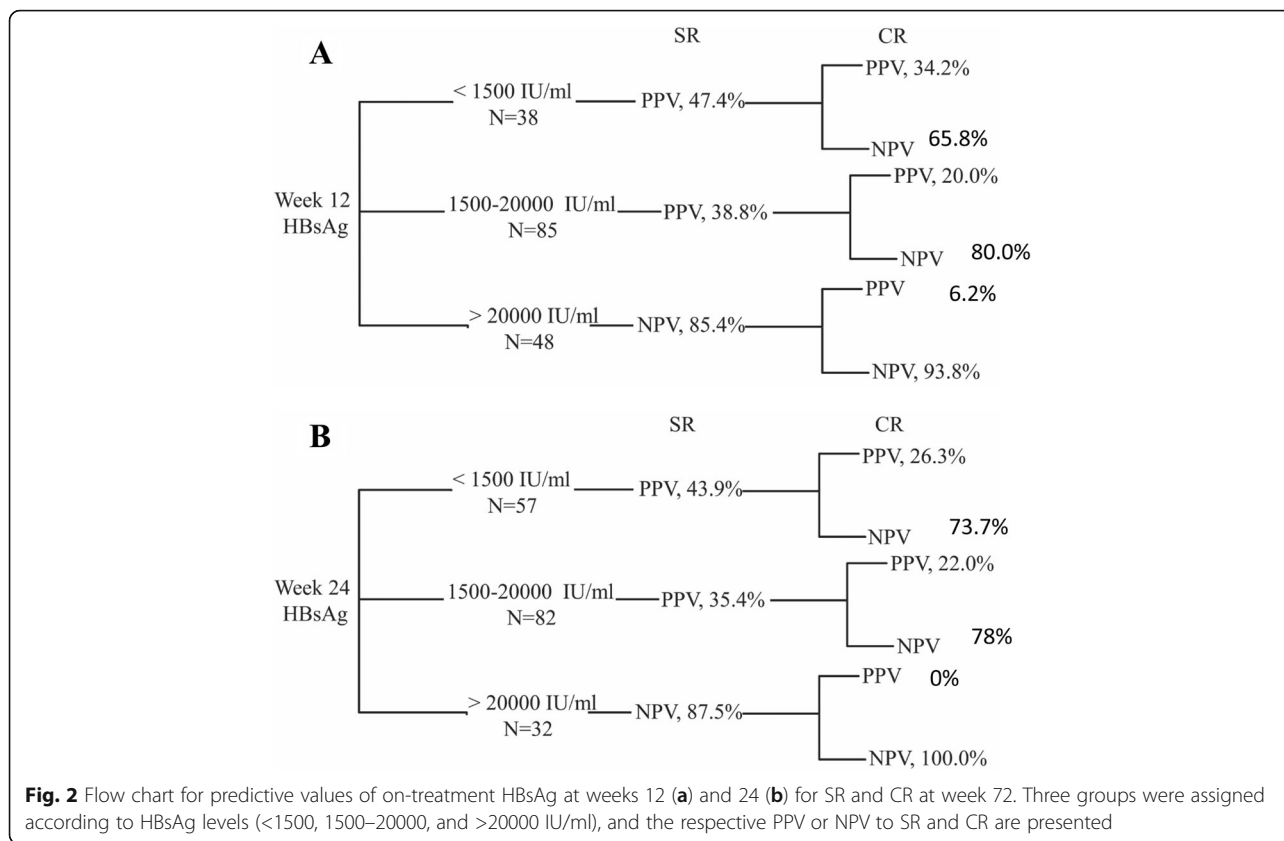 SR CR
A
PPV, 34.2%
< 1500 IU/ml
N=38
PPV, 47.4%
NPV 65.8%
PPV, 20.0%
Week 12
HBsAg
1500-20000 IU/ml
N=85
PPV, 38.8%
NPV 80.0%
PPV 6.2%
> 20000 IU/ml
N=48
NPV, 85.4%
NPV, 93.8%
SR CR
B
PPV, 26.3%
< 1500 IU/ml
N=57
PPV, 43.9%
NPV 73.7%
PPV, 22.0%
Week 24
HBsAg
1500-20000 IU/ml
N=82
PPV, 35.4%
NPV 78%
PPV 0%
> 20000 IU/ml
N=32
NPV, 87.5%
NPV, 100.0%
Fig. 2 Flow chart for predictive values of on-treatment HBsAg at weeks 12 (a) and 24 (b) for SR and CR at week 72. Three groups were assigned
according to HBsAg levels (<1500, 1500–20000, and >20000 IU/ml), and the respective PPV or NPV to SR and CR are presented